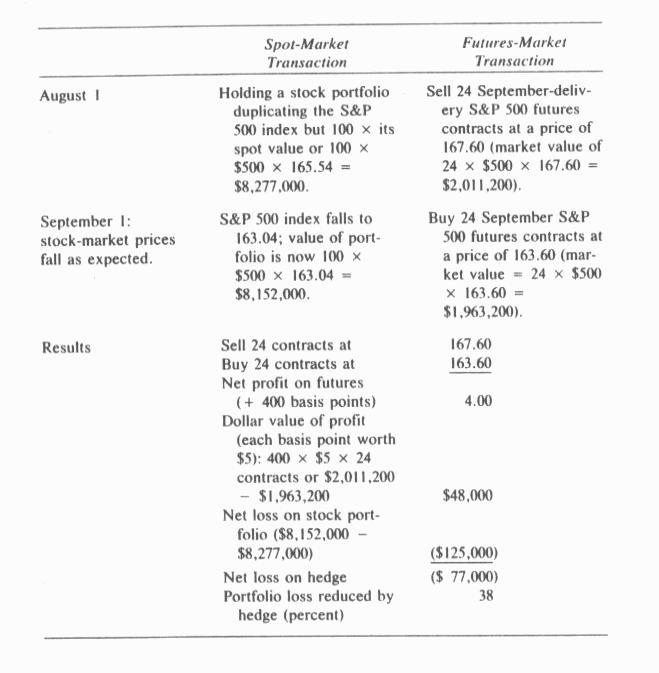 Spot-Market
Transaction
Futures-Market
Transaction
August 1
Holding a stock portfolio
duplicating the S&P
500 index but 100 × its
spot value or 100 ×
$500 × 165.54 =
$8,277,000.
Sell 24 September-deliv-
ery S&P 500 futures
contracts at a price of
167.60 (market value of
24 × $500 × 167.60 =
$2,011,200).
September 1:
stock-market prices
fall as expected.
S&P 500 index falls to
163.04; value of port-
folio is now 100 ×
$500 × 163.04 =
$8,152,000.
Buy 24 September S&P
500 futures contracts at
a price of 163.60 (mar-
ket value = 24 × $500
× 163.60 =
$1,963,200).
Results
Sell 24 contracts at 167.60
Buy 24 contracts at 163.60
Net profit on futures
(+ 400 basis points) 4.00
Dollar value of profit
(each basis point worth
$5): 400 × $5 × 24
contracts or $2,011,200
− $1,963,200 $48,000
Net loss on stock port-
folio ($8,152,000 −
$8,277,000) ($125,000)
Net loss on hedge ($ 77,000)
Portfolio loss reduced by 38
hedge (percent)